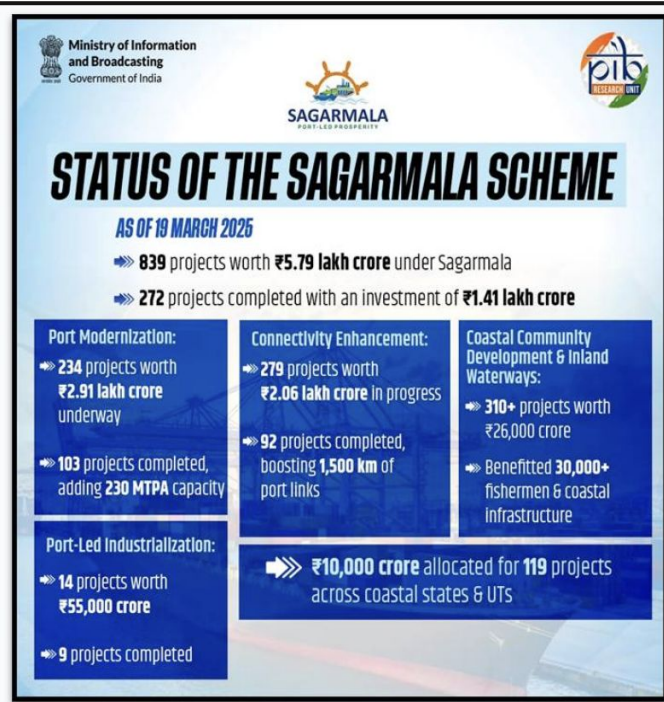 Ministry of Information
and Broadcasting
Government of India
pib
RESEARCH UNIT
SAGARMALA
PORT-LED PROSPERITY
STATUS OF THE SAGARMALA SCHEME
AS OF 19 MARCH 2025
839 projects worth ₹5.79 lakh crore under Sagarmala
272 projects completed with an investment of ₹1.41 lakh crore
Port Modernization:
234 projects worth
₹2.91 lakh crore
underway
103 projects completed,
adding 230 MTPA capacity
Connectivity Enhancement:
279 projects worth
₹2.06 lakh crore in progress
92 projects completed,
boosting 1,500 km of
port links
Coastal Community
Development & Inland
Waterways:
310+ projects worth
₹26,000 crore
Benefitted 30,000+
fishermen & coastal
infrastructure
Port-Led Industrialization:
14 projects worth
₹55,000 crore
9 projects completed
₹10,000 crore allocated for 119 projects
across coastal states & UTs